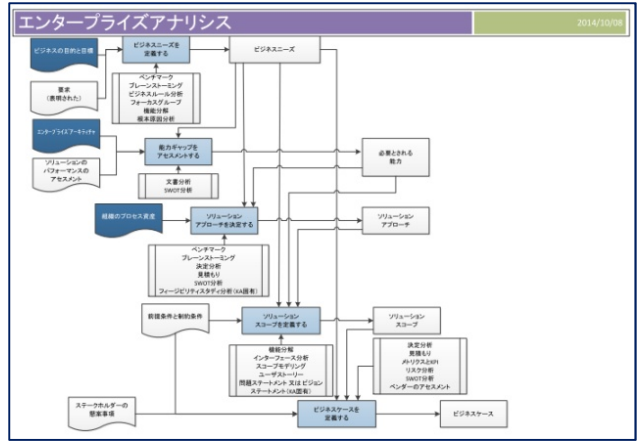 エンタープライズアナリシス
2014/10/08
ビジネスの目的と目標
ビジネスニーズを
定義する
ビジネスニーズ
要求
(表明された)
ベンチマーク
ブレーンストーミング
ビジネスルール分析
フォーカスグループ
機能分解
根本原因分析
エンタープライズアーキテクチャ
能力ギャップを
アセスメントする
必要とされる
能力
ソリューションの
パフォーマンスの
アセスメント
文書分析
SWOT分析
組織のプロセス資産
ソリューション
アプローチを決定する
ソリューション
アプローチ
ベンチマーク
ブレーンストーミング
決定分析
見積もり
SWOT分析
フィージビリティスタディ分析(KA固有)
前提条件と制約条件
ソリューション
スコープを定義する
ソリューション
スコープ
機能分解
インターフェース分析
スコープモデリング
ユーザストーリー
問題ステートメント 又は ビジョン
ステートメント(KA固有)
決定分析
見積もり
メトリクスとKPI
リスク分析
SWOT分析
ベンダーのアセスメント
ステークホルダーの
懸案事項
ビジネスケースを
定義する
ビジネスケース